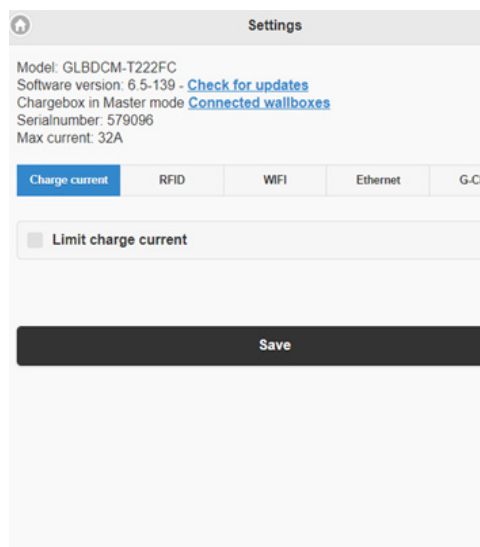 Settings
Model: GLBDCM-T222FC
Software version: 6.5-139 - Check for updates
Chargebox in Master mode Connected wallboxes
Serialnumber: 579096
Max current: 32A
Charge current RFID WIFI Ethernet
Limit charge current
Save